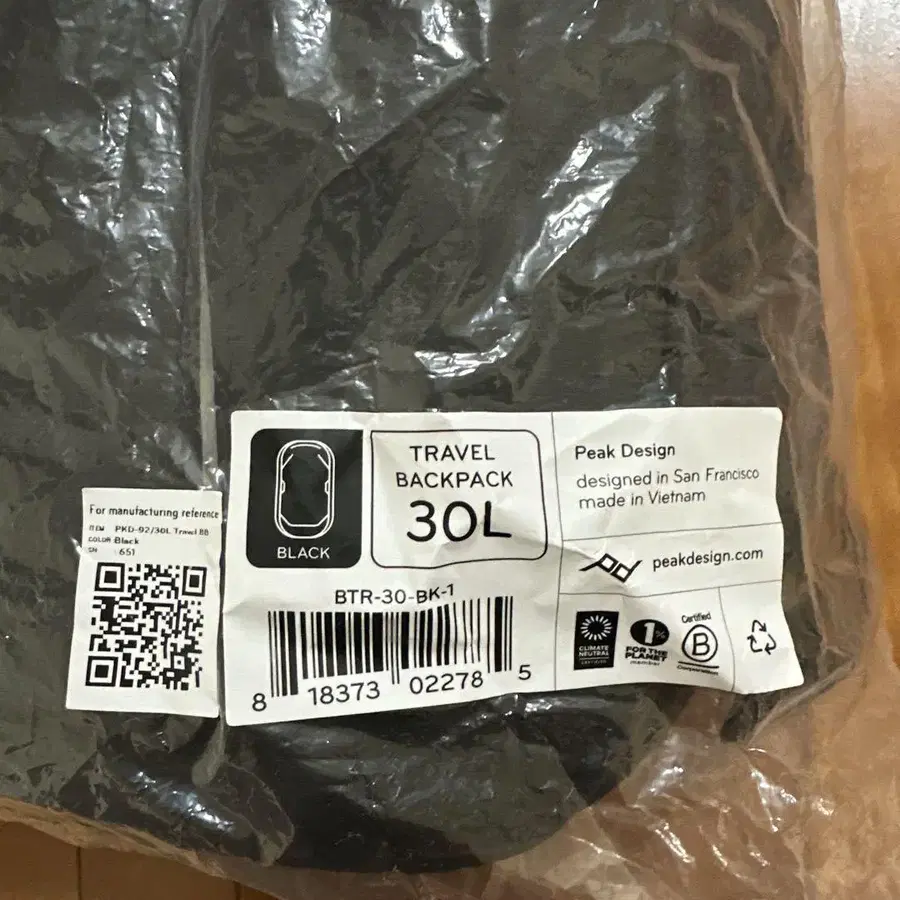 For manufacturing reference
ITEM PKD-92/30L Travel BB
COLOR Black
SN 651
BLACK
TRAVEL
BACKPACK
30L
BTR-30-BK-1
8 18373 02278 5
Peak Design
designed in San Francisco
made in Vietnam
pd
peakdesign.com
CLIMATE
NEUTRAL
CERTIFIED
1%
FOR THE
PLANET
member
Certified
B
Corporation